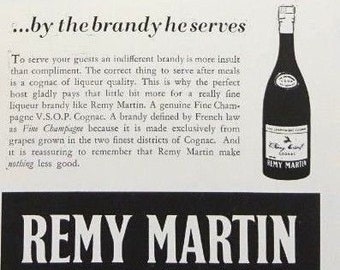 ...by the brandy he serves
To serve your guests an indifferent brandy is more insult
than compliment. The correct thing to serve after meals
is a cognac of liqueur quality. This is why the perfect
host gladly pays that little bit more for a really fine
liqueur brandy like Remy Martin. A genuine Fine Cham-
pagne V.S.O.P. Cognac. A brandy defined by French law
as Fine Champagne because it is made exclusively from
grapes grown in the two finest districts of Cognac. And
it is reassuring to remember that Remy Martin make
nothing less good.
COGNAC
REMY MARTIN
REMY MARTIN